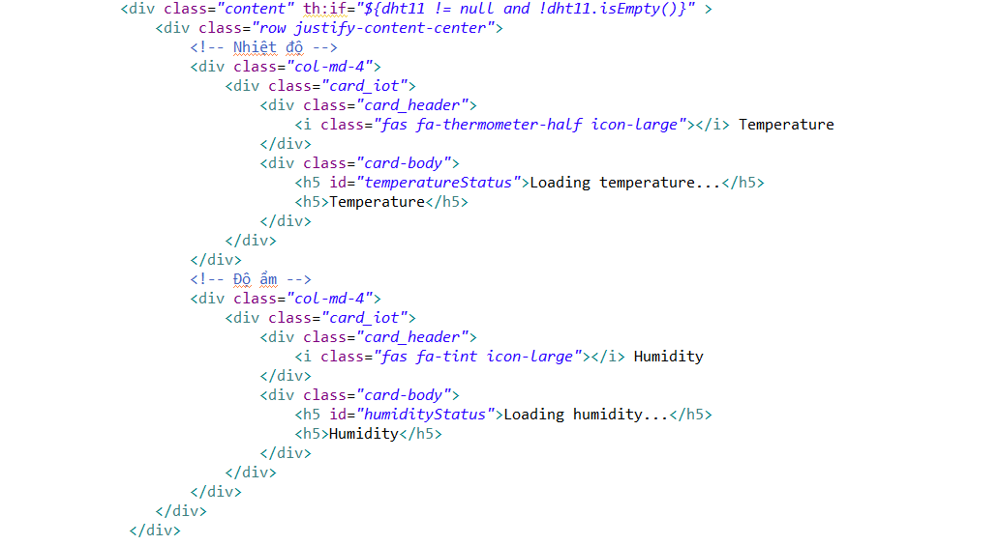 <div class="content" th:if="${dht11 != null and !dht11.isEmpty()}" >
<div class="row justify-content-center">
<!-- Nhiệt độ -->
<div class="col-md-4">
<div class="card_iot">
<div class="card_header">
<i class="fas fa-thermometer-half icon-large"></i> Temperature
</div>
<div class="card-body">
<h5 id="temperatureStatus">Loading temperature...</h5>
<h5>Temperature</h5>
</div>
</div>
</div>
<!-- Độ ẩm -->
<div class="col-md-4">
<div class="card_iot">
<div class="card_header">
<i class="fas fa-tint icon-large"></i> Humidity
</div>
<div class="card-body">
<h5 id="humidityStatus">Loading humidity...</h5>
<h5>Humidity</h5>
</div>
</div>
</div>
</div>
</div>